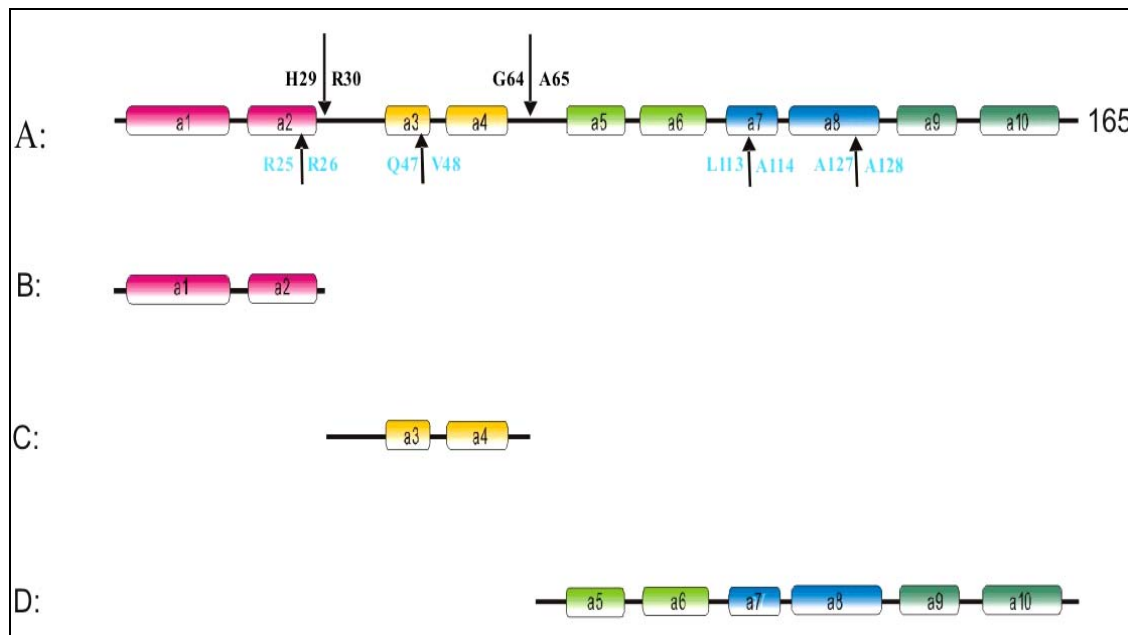 H29 R30 G64 A65
A: a1 a2 a3 a4 a5 a6 a7 a8 a9 a10 165
R25 R26 Q47 V48 L113 A114 A127 A128
B: a1 a2
C: a3 a4
D: a5 a6 a7 a8 a9 a10